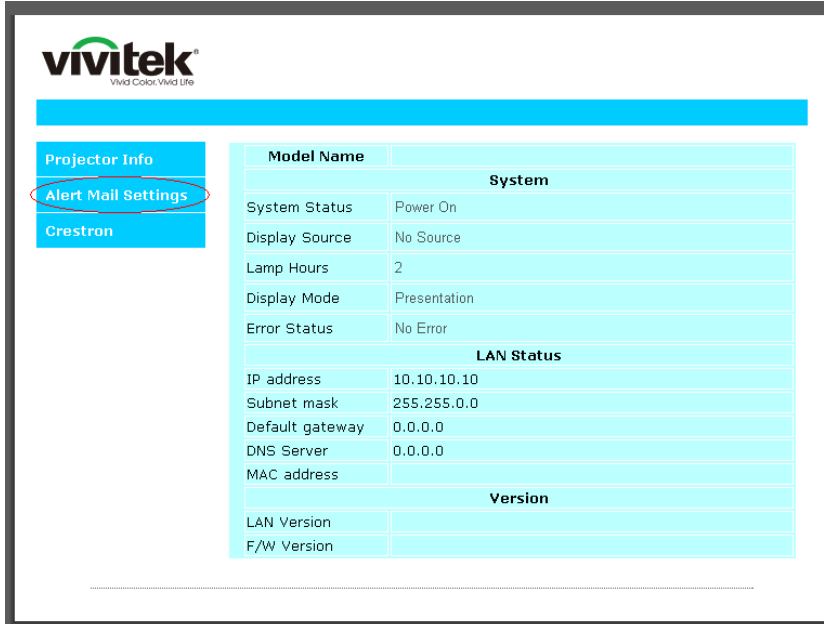 vivitek®
Vivid Color. Vivid Life
Projector Info
Alert Mail Settings
Crestron
Model Name
System
System Status Power On
Display Source No Source
Lamp Hours 2
Display Mode Presentation
Error Status No Error
LAN Status
IP address 10.10.10.10
Subnet mask 255.255.0.0
Default gateway 0.0.0.0
DNS Server 0.0.0.0
MAC address
Version
LAN Version
F/W Version